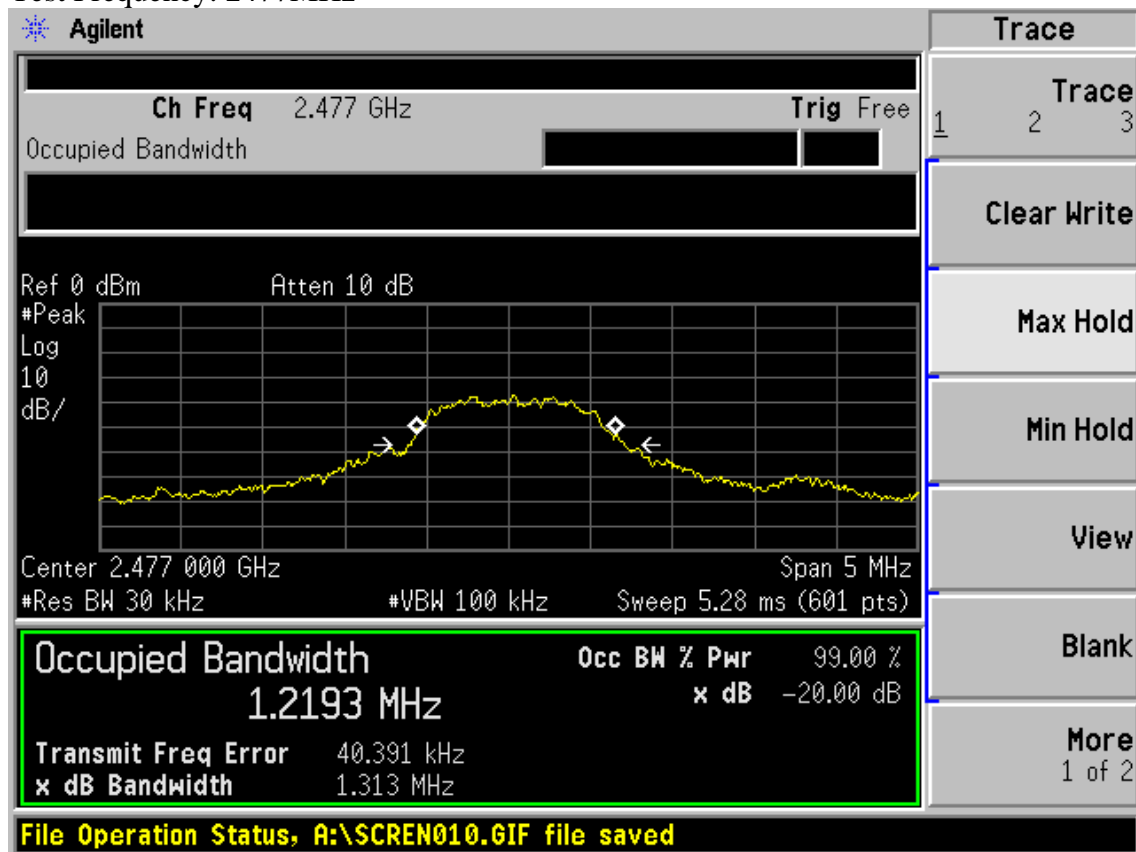 Test Frequency: 2477MHz
Agilent
Trace
Ch Freq 2.477 GHz Trig Free
Occupied Bandwidth
Trace
1 2 3
Clear Write
Max Hold
Min Hold
View
Blank
More
1 of 2
Ref 0 dBm Atten 10 dB
#Peak
Log
10
dB/
Center 2.477 000 GHz Span 5 MHz
#Res BW 30 kHz #VBW 100 kHz Sweep 5.28 ms (601 pts)
Occupied Bandwidth Occ BW % Pwr 99.00 %
1.2193 MHz x dB -20.00 dB
Transmit Freq Error 40.391 kHz
x dB Bandwidth 1.313 MHz
File Operation Status, A:\SCREN010.GIF file saved